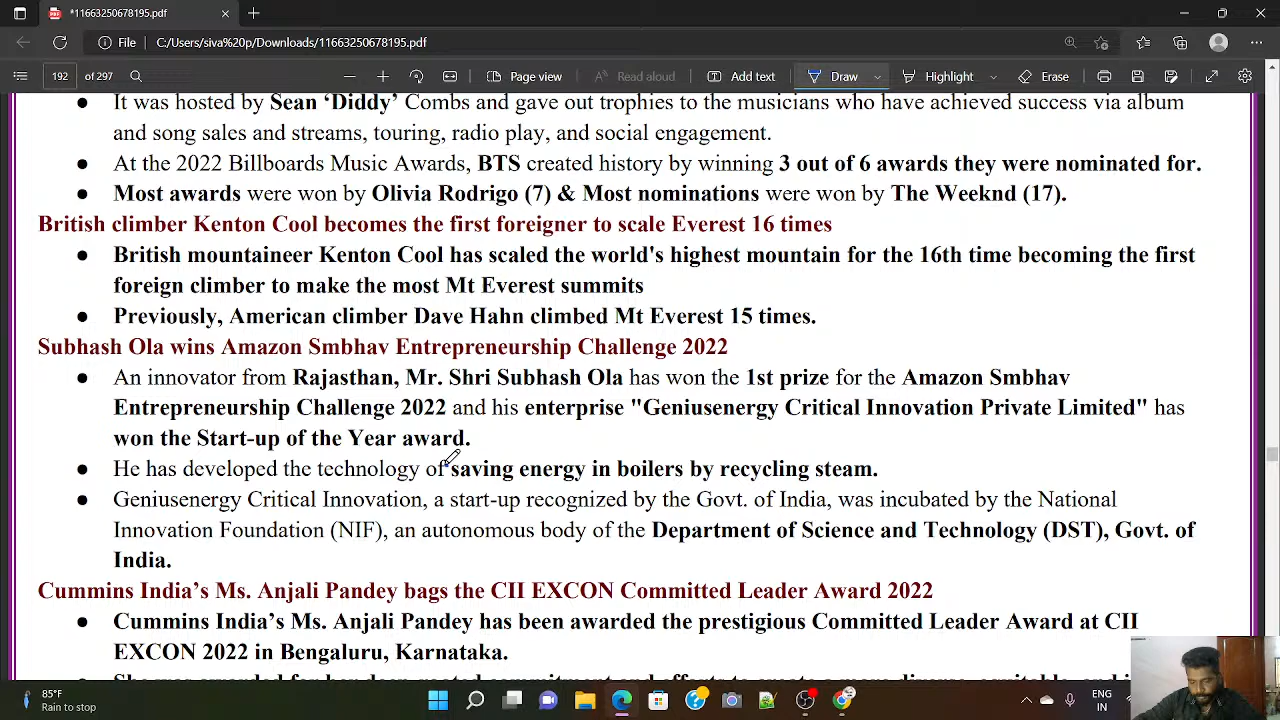 *11663250678195.pdf
File C:/Users/siva%20p/Downloads/11663250678195.pdf
192 of 297 Page view Read aloud Add text Draw Highlight Erase
● It was hosted by Sean ‘Diddy’ Combs and gave out trophies to the musicians who have achieved success via album
and song sales and streams, touring, radio play, and social engagement.
● At the 2022 Billboards Music Awards, BTS created history by winning 3 out of 6 awards they were nominated for.
● Most awards were won by Olivia Rodrigo (7) & Most nominations were won by The Weeknd (17).
British climber Kenton Cool becomes the first foreigner to scale Everest 16 times
● British mountaineer Kenton Cool has scaled the world's highest mountain for the 16th time becoming the first
foreign climber to make the most Mt Everest summits
● Previously, American climber Dave Hahn climbed Mt Everest 15 times.
Subhash Ola wins Amazon Smbhav Entrepreneurship Challenge 2022
● An innovator from Rajasthan, Mr. Shri Subhash Ola has won the 1st prize for the Amazon Smbhav
Entrepreneurship Challenge 2022 and his enterprise "Geniusenergy Critical Innovation Private Limited" has
won the Start-up of the Year award.
● He has developed the technology of saving energy in boilers by recycling steam.
● Geniusenergy Critical Innovation, a start-up recognized by the Govt. of India, was incubated by the National
Innovation Foundation (NIF), an autonomous body of the Department of Science and Technology (DST), Govt. of
India.
Cummins India’s Ms. Anjali Pandey bags the CII EXCON Committed Leader Award 2022
● Cummins India’s Ms. Anjali Pandey has been awarded the prestigious Committed Leader Award at CII
EXCON 2022 in Bengaluru, Karnataka.
85°F
Rain to stop
ENG
IN